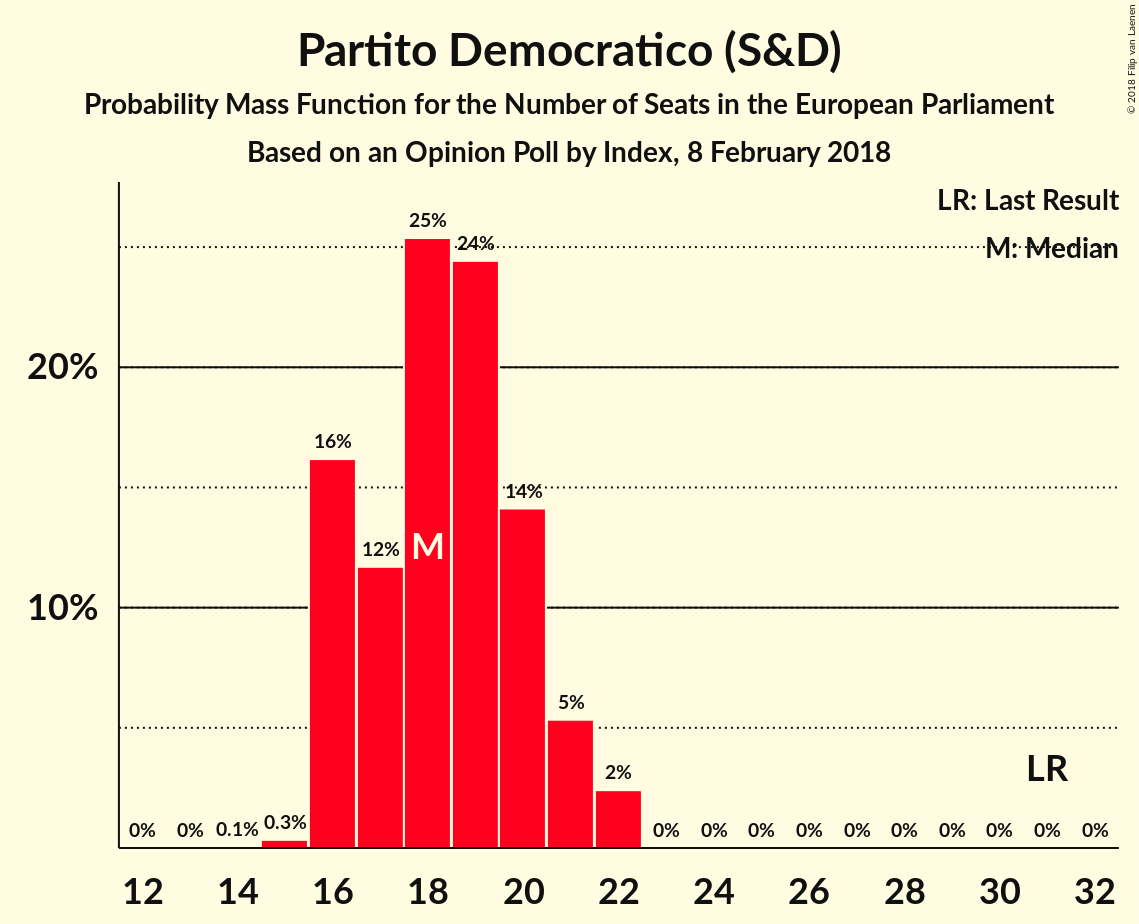 Partito Democratico (S&D)
Probability Mass Function for the Number of Seats in the European Parliament
Based on an Opinion Poll by Index, 8 February 2018
© 2018 Filip van Laenen
LR: Last Result
M: Median
25%
24%
20%
16%
14%
12%
M
10%
5%
LR
2%
0% 0% 0.1% 0.3% 0% 0% 0% 0% 0% 0% 0% 0% 0% 0%
12 14 16 18 20 22 24 26 28 30 32